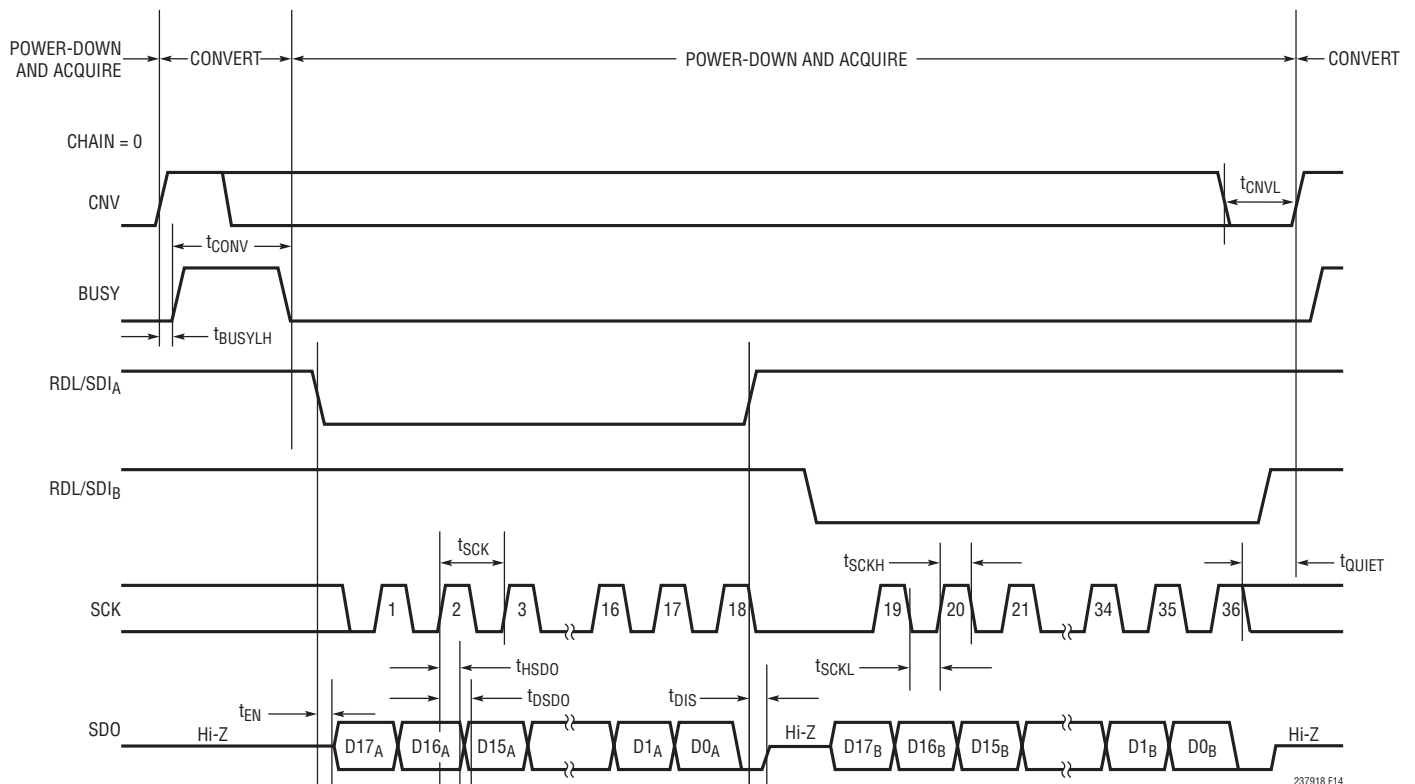 POWER-DOWN
AND ACQUIRE
CONVERT
POWER-DOWN AND ACQUIRE
CONVERT
CHAIN = 0
CNV
tCNVL
tCONV
BUSY
tBUSYLH
RDL/SDIA
RDL/SDIB
tSCK
tSCKH
tQUIET
SCK
1 2 3 16 17 18 19 20 21 34 35 36
tHSDO
tSCKL
tDSDO
tDIS
tEN
SDO
Hi-Z D17A D16A D15A D1A D0A Hi-Z D17B D16B D15B D1B D0B Hi-Z
237918 F14